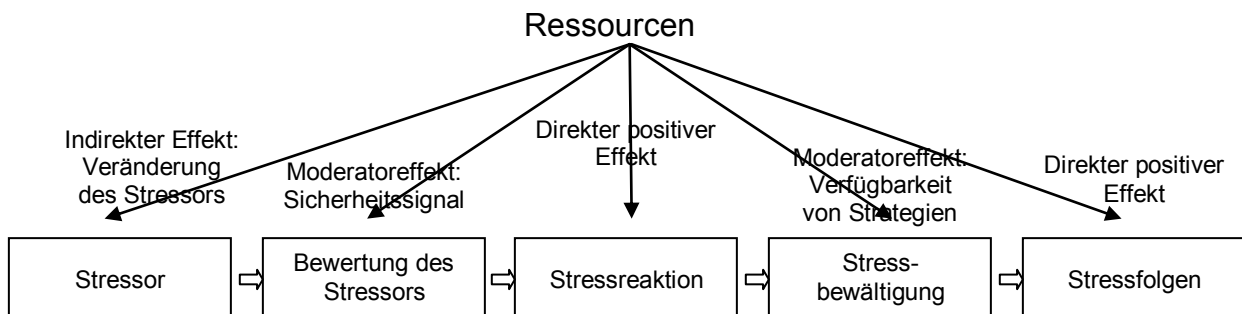 Ressourcen
Indirekter Effekt:
Veränderung
des Stressors
Moderatoreffekt:
Sicherheitssignal
Direkter positiver
Effekt
Moderatoreffekt:
Verfügbarkeit
von Strategien
Direkter positiver
Effekt
Stressor
Bewertung des
Stressors
Stressreaktion
Stress-
bewältigung
Stressfolgen